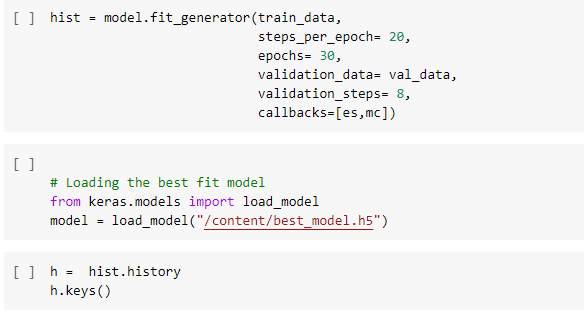 [ ] hist = model.fit_generator(train_data,
steps_per_epoch= 20,
epochs= 30,
validation_data= val_data,
validation_steps= 8,
callbacks=[es,mc])
[ ]
# Loading the best fit model
from keras.models import load_model
model = load_model("/content/best_model.h5")
[ ] h =  hist.history
h.keys()